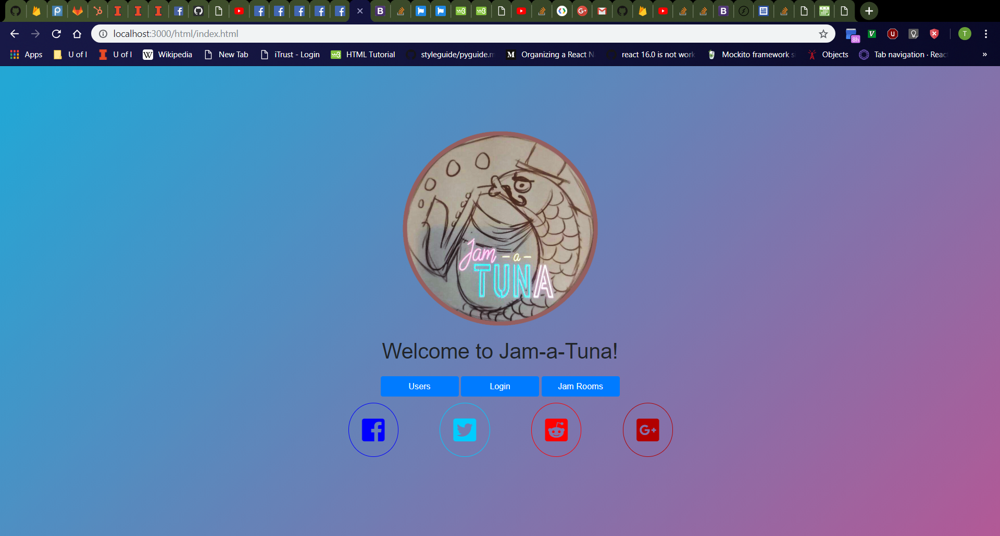 localhost:3000/html/index.html
8h
T
Apps U of I U of I Wikipedia New Tab iTrust - Login HTML Tutorial styleguide/pyguide.m Organizing a React N react 16.0 is not work Mockito framework si Objects Tab navigation · Reac »
Jam - a -
TUNA
Welcome to Jam-a-Tuna!
Users Login Jam Rooms